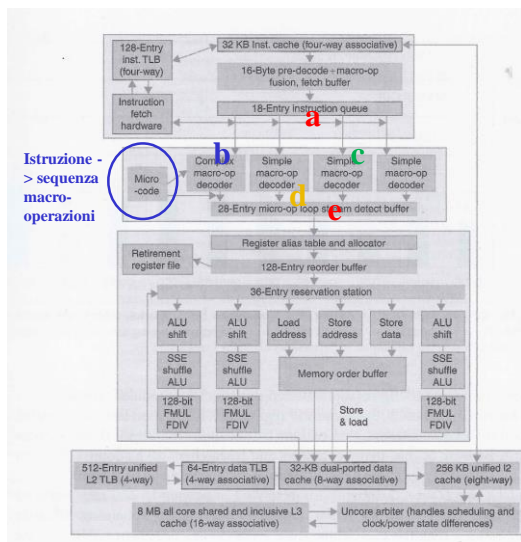 128-Entry
inst. TLB
(four-way)
32 KB Inst. cache (four-way associative)
16-Byte pre-decode+macro-op
fusion, fetch buffer
Instruction
fetch
hardware
18-Entry instruction queue
a
b
c
Istruzione -
> sequenza
macro-
operazioni
Micro
-code
Complex
macro-op
decoder
Simple
macro-op
decoder
Simple
macro-op
decoder
Simple
macro-op
decoder
d
e
28-Entry micro-op loop stream detect buffer
Register alias table and allocator
Retirement
register file
128-Entry reorder buffer
36-Entry reservation station
ALU
shift
ALU
shift
Load
address
Store
address
Store
data
ALU
shift
SSE
shuffle
ALU
SSE
shuffle
ALU
Memory order buffer
SSE
shuffle
ALU
128-bit
FMUL
FDIV
128-bit
FMUL
FDIV
Store
& load
128-bit
FMUL
FDIV
512-Entry unified
L2 TLB (4-way)
64-Entry data TLB
(4-way associative)
32-KB dual-ported data
cache (8-way associative)
256 KB unified l2
cache (eight-way)
8 MB all core shared and inclusive L3
cache (16-way associative)
Uncore arbiter (handles scheduling and
clock/power state differences)